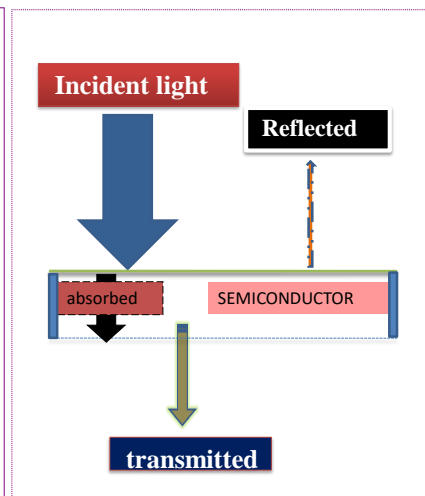 Incident light
Reflected
absorbed
SEMICONDUCTOR
transmitted